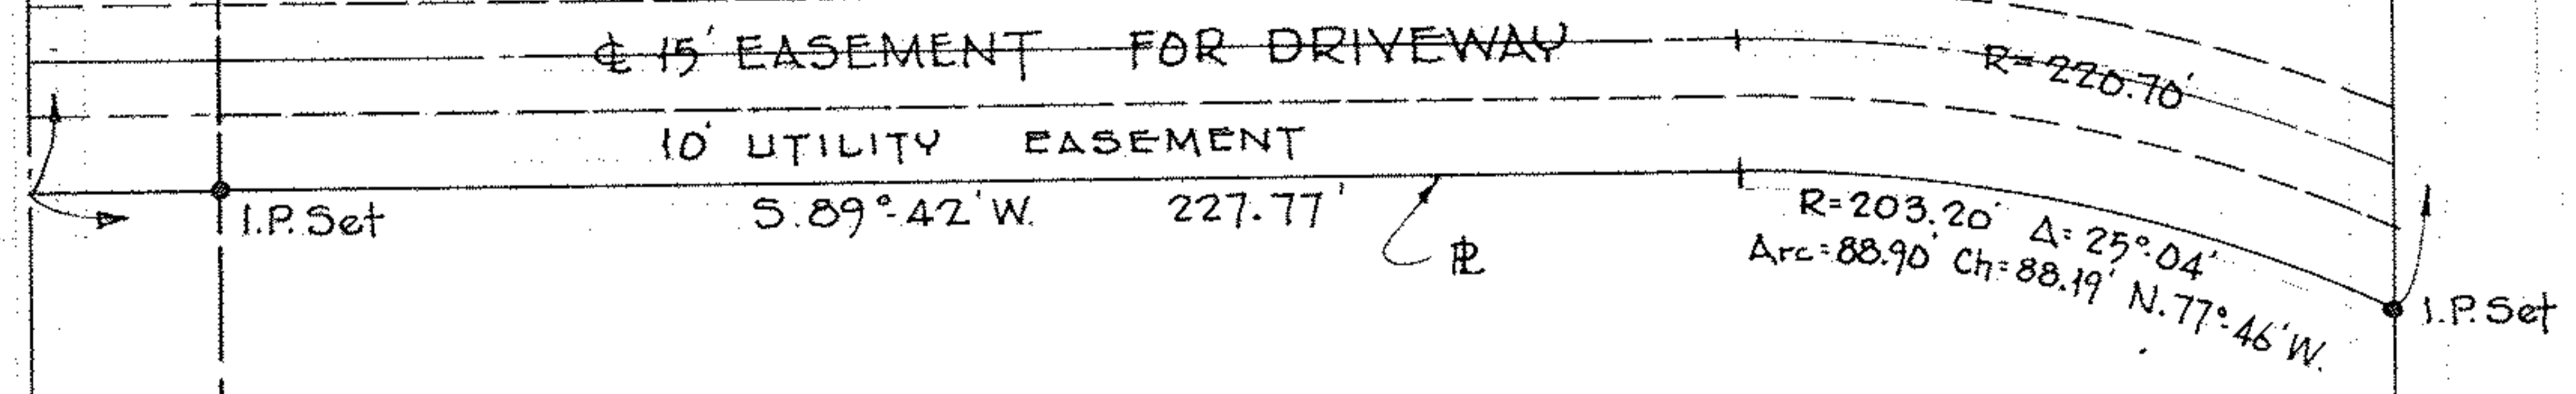 ℄ 15' EASEMENT FOR DRIVEWAY
R=220.70'
10' UTILITY EASEMENT
I.P. Set
S.89°-42'W. 227.77'
℞
R=203.20' Δ=25°-04'
Arc=88.90' Ch=88.19' N.77°-46'W.
I.P. Set